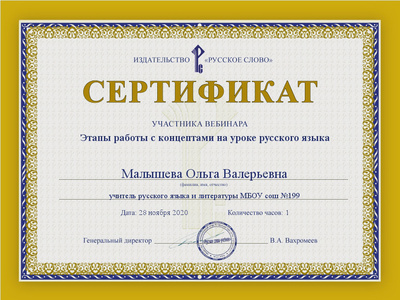 ИЗДАТЕЛЬСТВО «РУССКОЕ СЛОВО»
СЕРТИФИКАТ
УЧАСТНИКА ВЕБИНАРА
Этапы работы с концептами на уроке русского языка
Малышева Ольга Валерьевна
(фамилия, имя, отчество)
учитель русского языка и литературы МБОУ сош №199
Дата: 28 ноября 2020 Количество часов: 1
Генеральный директор В.А. Вахромеев